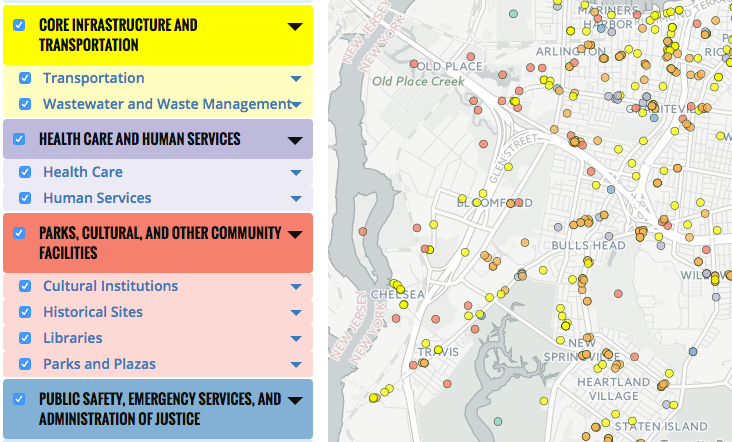 CORE INFRASTRUCTURE AND
TRANSPORTATION
Transportation
Wastewater and Waste Management
HEALTH CARE AND HUMAN SERVICES
Health Care
Human Services
PARKS, CULTURAL, AND OTHER COMMUNITY
FACILITIES
Cultural Institutions
Historical Sites
Libraries
Parks and Plazas
PUBLIC SAFETY, EMERGENCY SERVICES, AND
ADMINISTRATION OF JUSTICE
NEW JERSEY
NEW YORK
MARINERS
HARBOR
ARLINGTON
OLD PLACE
Old Place Creek
GLEN STREET
BLOOMFIELD
BULLS HEAD
CHELSEA
NEW JERSEY
NEW YORK
TRAVIS
NEW
SPRINGVILLE
HEARTLAND
VILLAGE
STATEN ISLAND